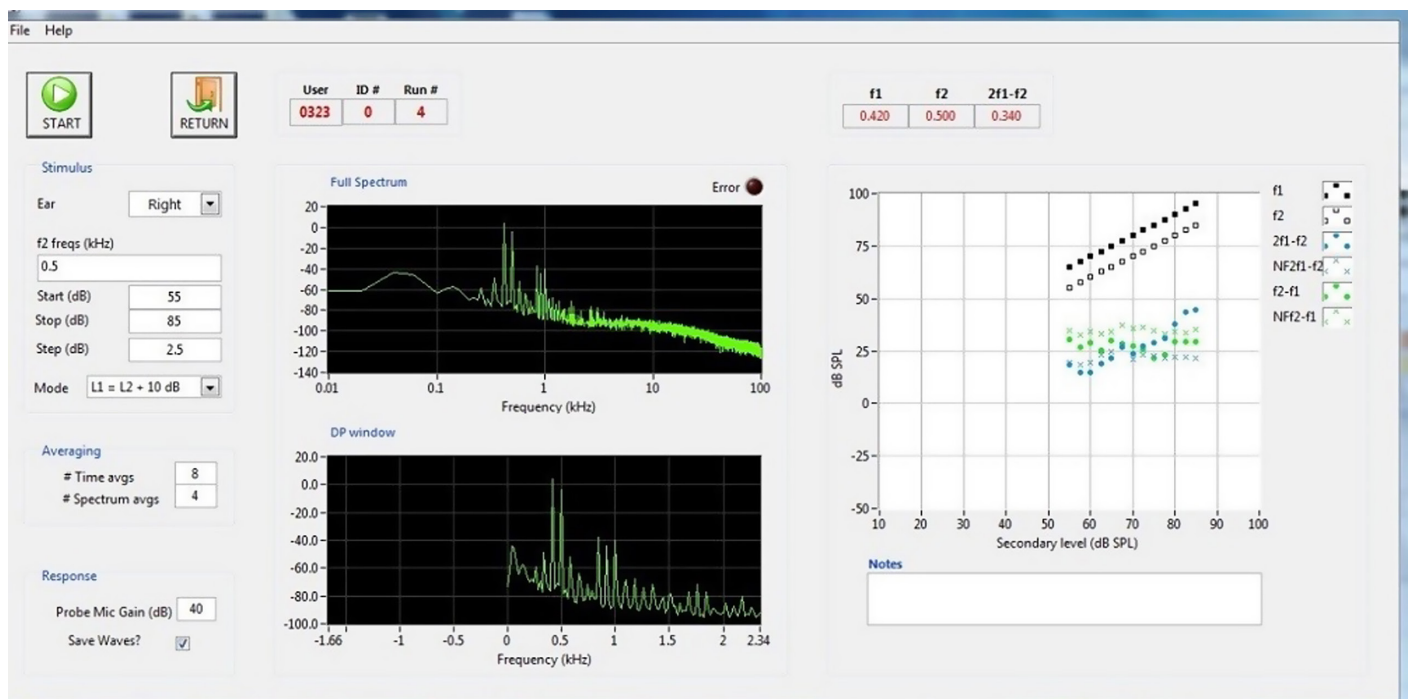 File Help
START
RETURN
User ID # Run #
0323 0 4
f1 f2 2f1-f2
0.420 0.500 0.340
Stimulus
Ear Right
f2 freqs (kHz)
0.5
Start (dB) 55
Stop (dB) 85
Step (dB) 2.5
Mode L1 = L2 + 10 dB
Averaging
# Time avgs 8
# Spectrum avgs 4
Response
Probe Mic Gain (dB) 40
Save Waves?
Full Spectrum
Error
20
0
-20
-40
-60
-80
-100
-120
-140
0.01 0.1 1 10 100
Frequency (kHz)
DP window
20.0
0.0
-20.0
-40.0
-60.0
-80.0
-100.0
-1.66 -1 -0.5 0 0.5 1 1.5 2 2.34
Frequency (kHz)
100
75
50
25
0
-25
-50
dB SPL
10 20 30 40 50 60 70 80 90 100
Secondary level (dB SPL)
f1
f2
2f1-f2
NF2f1-f2
f2-f1
NFf2-f1
Notes